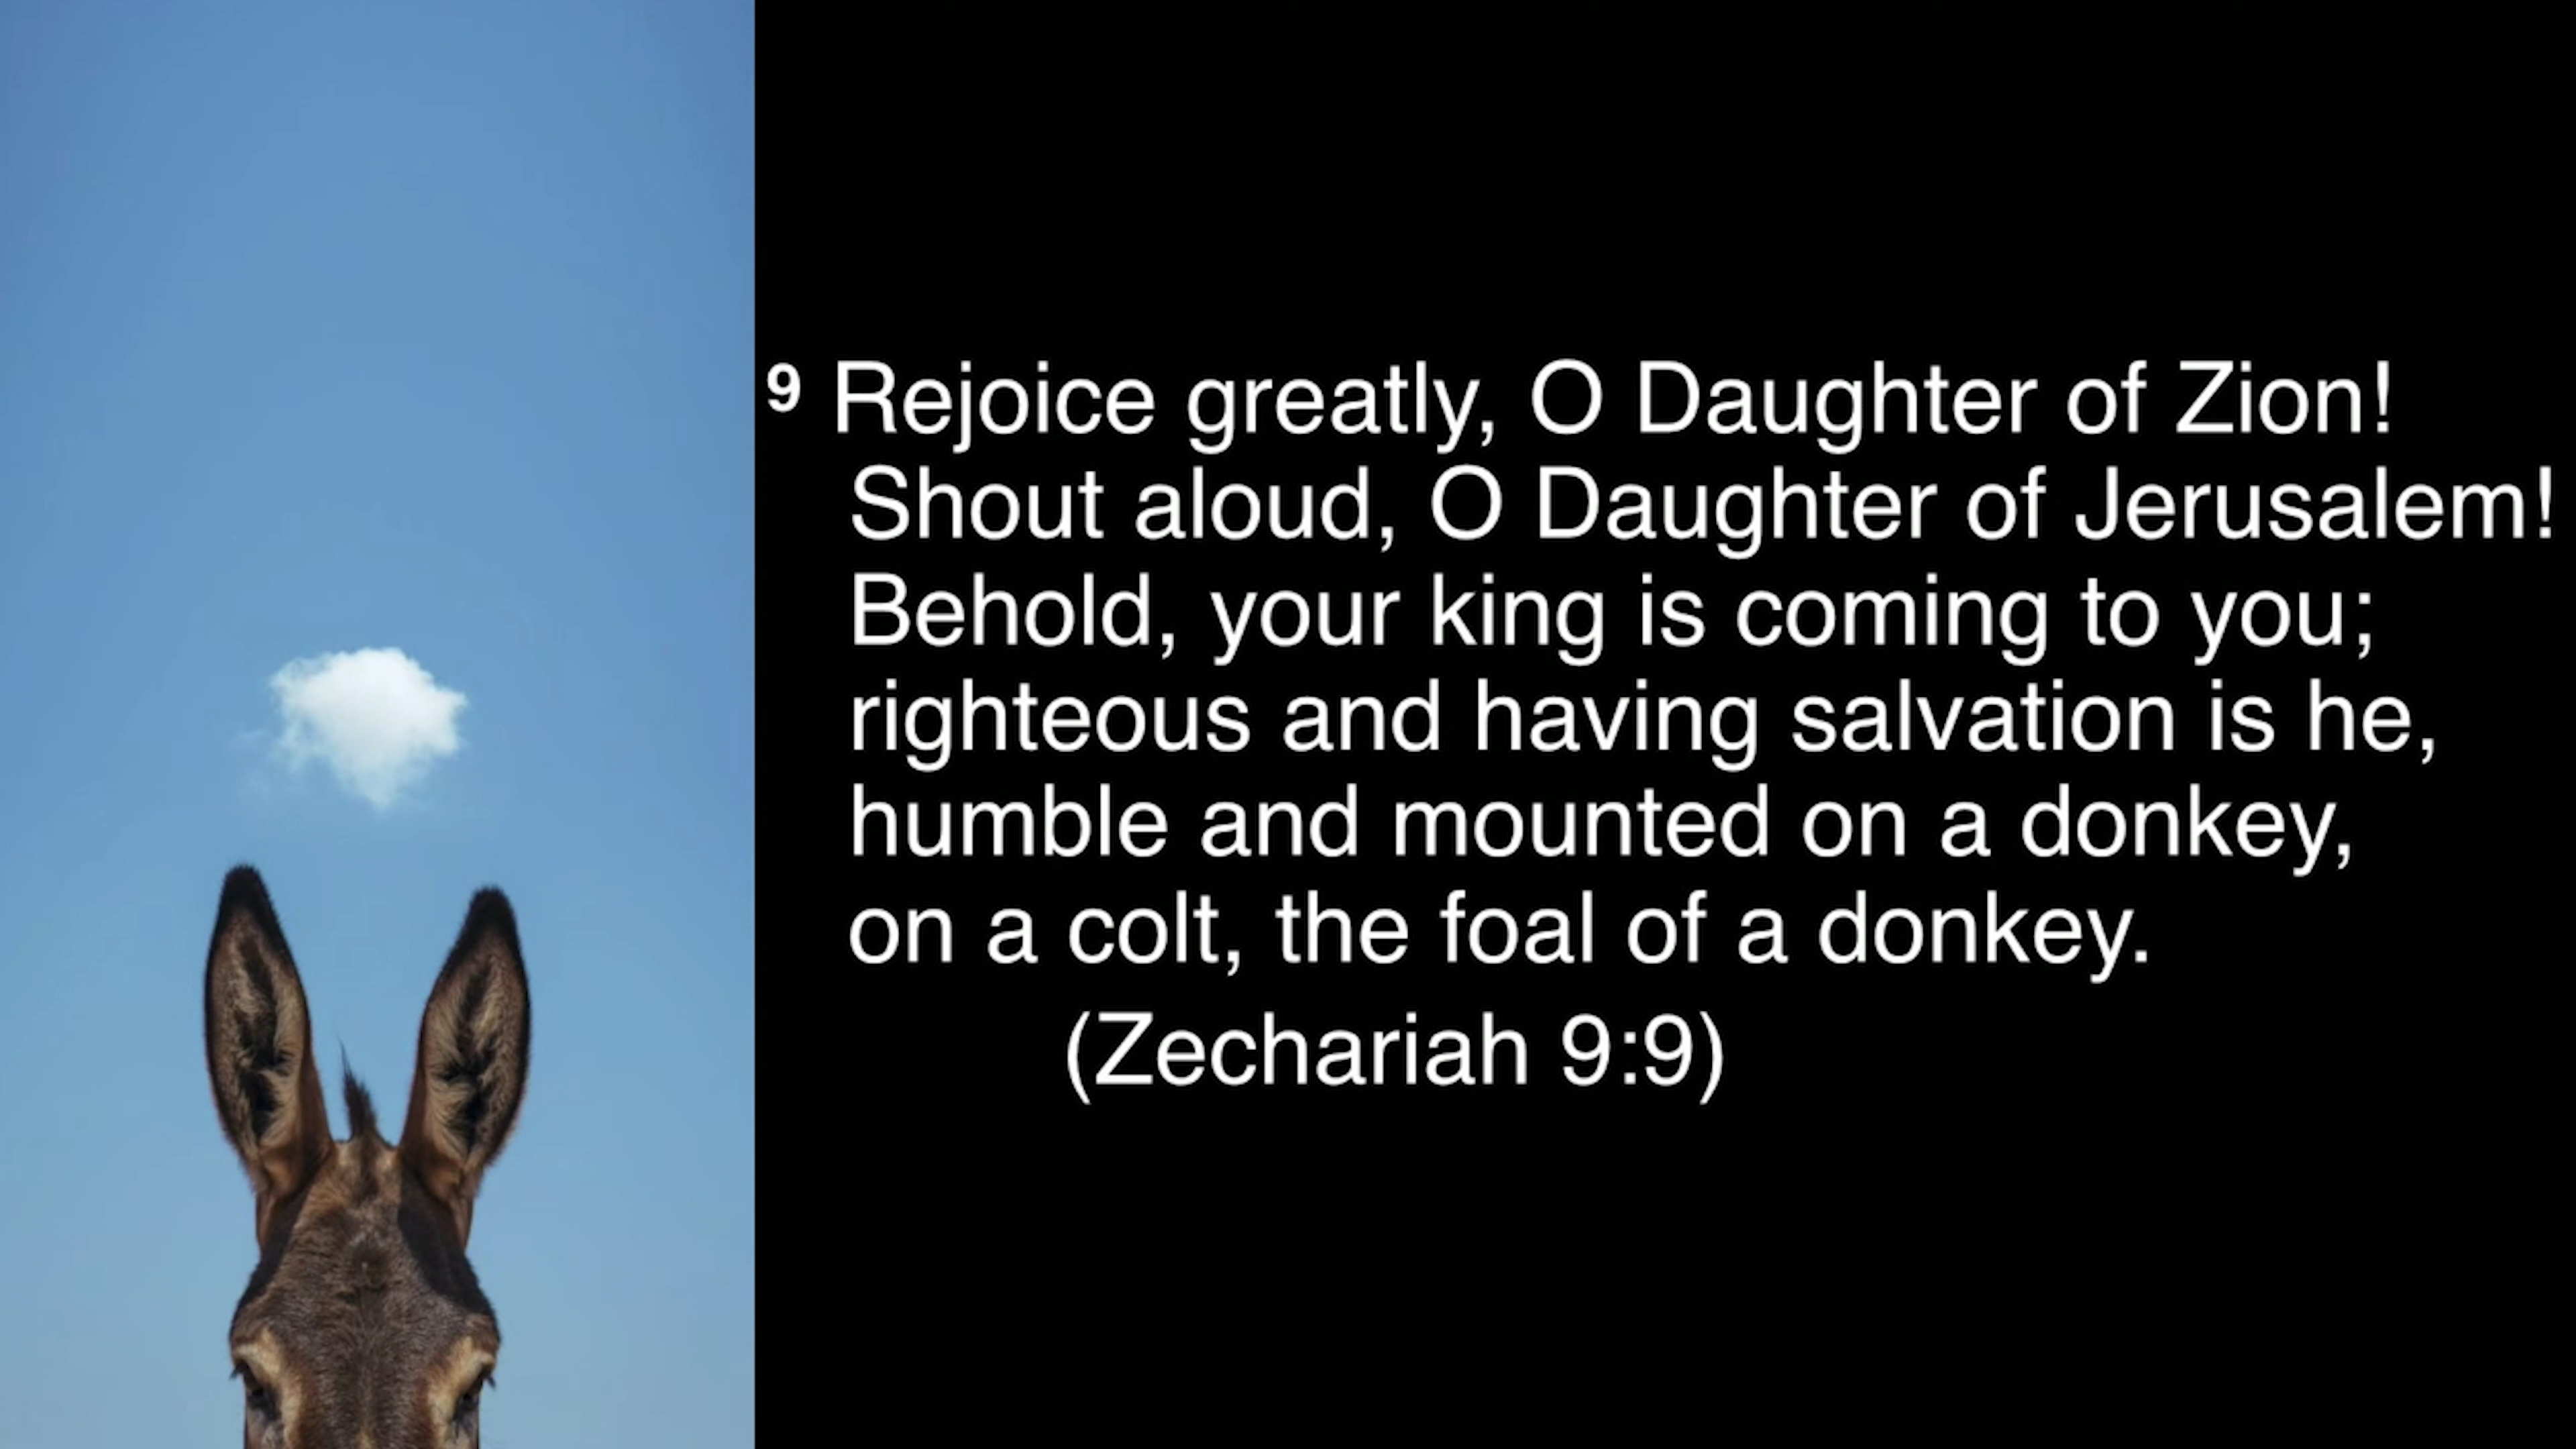 9 Rejoice greatly, O Daughter of Zion!
Shout aloud, O Daughter of Jerusalem!
Behold, your king is coming to you;
righteous and having salvation is he,
humble and mounted on a donkey,
on a colt, the foal of a donkey.
(Zechariah 9:9)